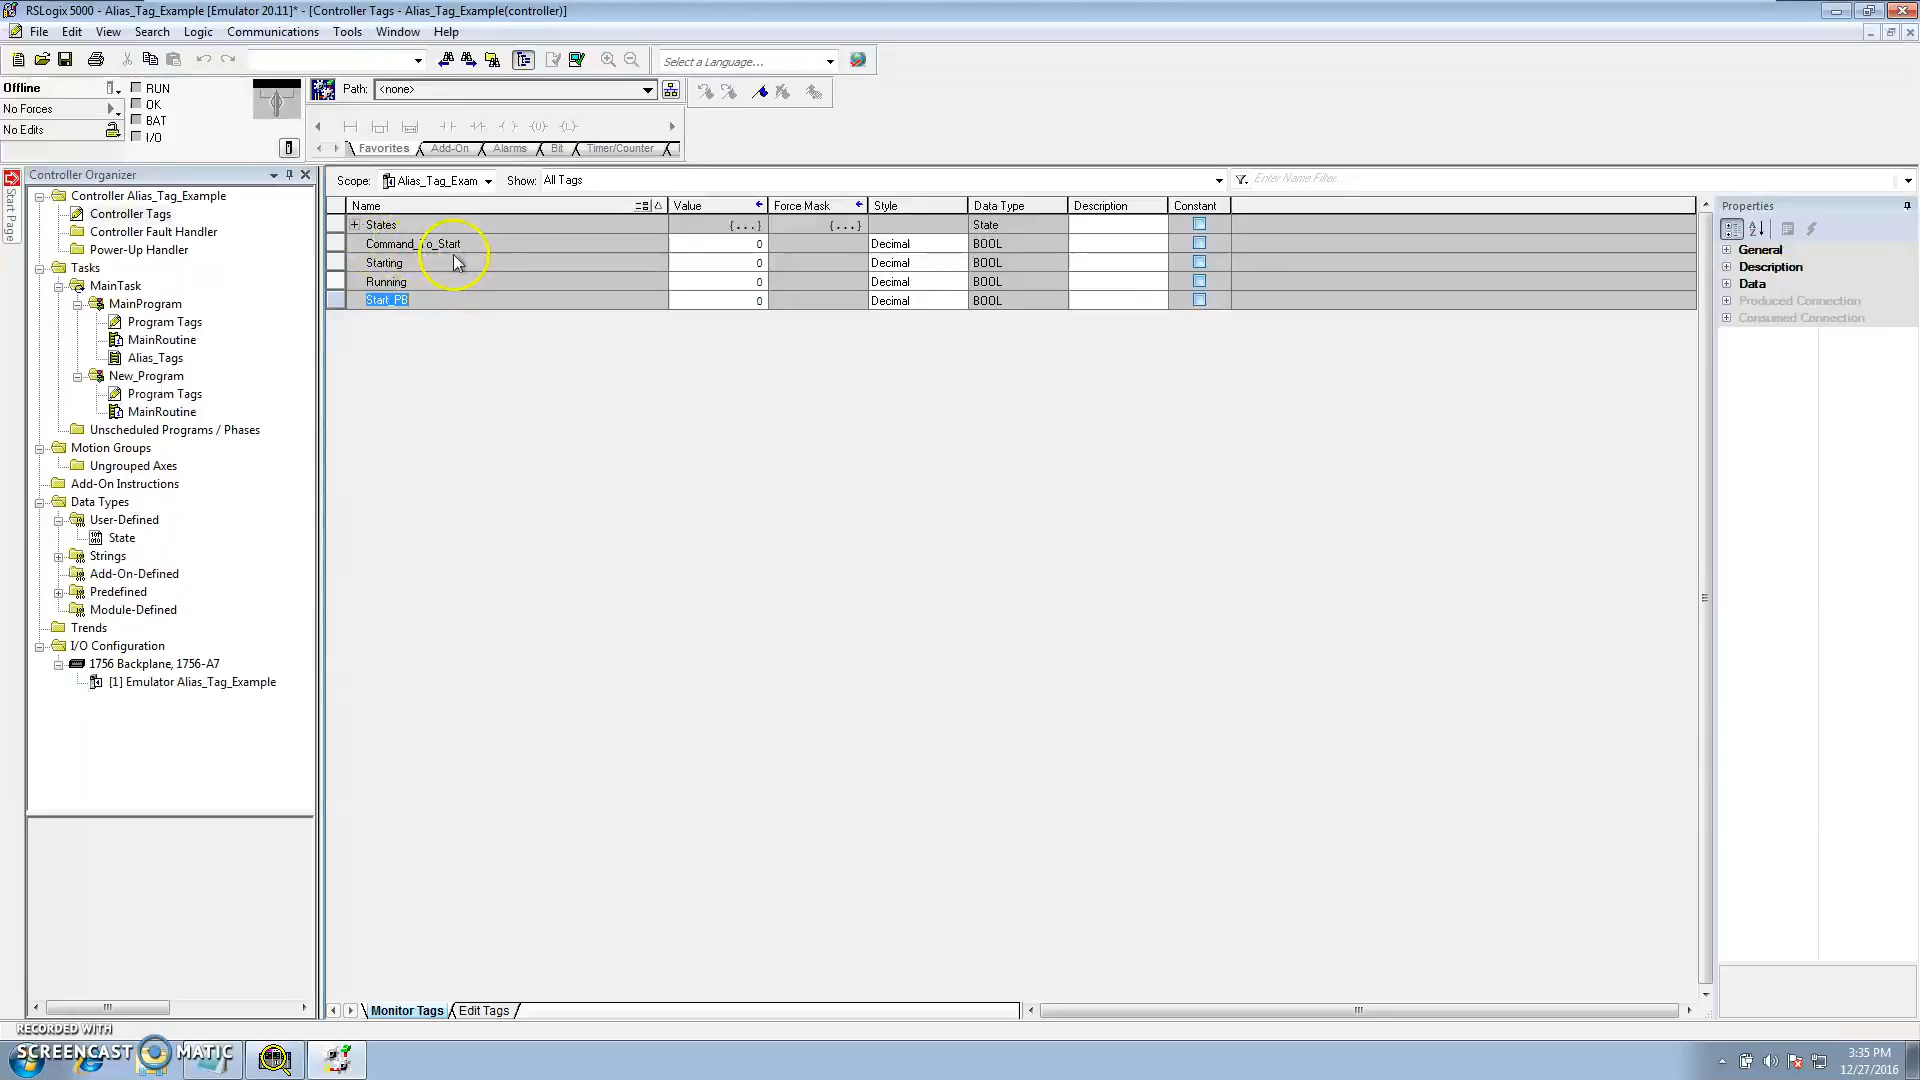 RSLogix 5000 - Alias_Tag_Example [Emulator 20.11]* - [Controller Tags - Alias_Tag_Example(controller)]
File Edit View Search Logic Communications Tools Window Help
Select a Language...
Offline RUN Path: <none>
No Forces OK
No Edits BAT
I/O
Favorites Add-On Alarms Bit Timer/Counter
Start Page
Controller Organizer
Controller Alias_Tag_Example
Controller Tags
Controller Fault Handler
Power-Up Handler
Tasks
MainTask
MainProgram
Program Tags
MainRoutine
Alias_Tags
New_Program
Program Tags
MainRoutine
Unscheduled Programs / Phases
Motion Groups
Ungrouped Axes
Add-On Instructions
Data Types
User-Defined
State
Strings
Add-On-Defined
Predefined
Module-Defined
Trends
I/O Configuration
1756 Backplane, 1756-A7
[1] Emulator Alias_Tag_Example
Scope: Alias_Tag_Exam Show: All Tags Enter Name Filter...
Name Value Force Mask Style Data Type Description Constant
States {...} {...} State
Command_To_Start 0 Decimal BOOL
Starting 0 Decimal BOOL
Running 0 Decimal BOOL
Start_PB 0 Decimal BOOL
Properties
General
Description
Data
Produced Connection
Consumed Connection
Monitor Tags Edit Tags
RECORDED WITH
SCREENCAST MATIC
3:35 PM
12/27/2016